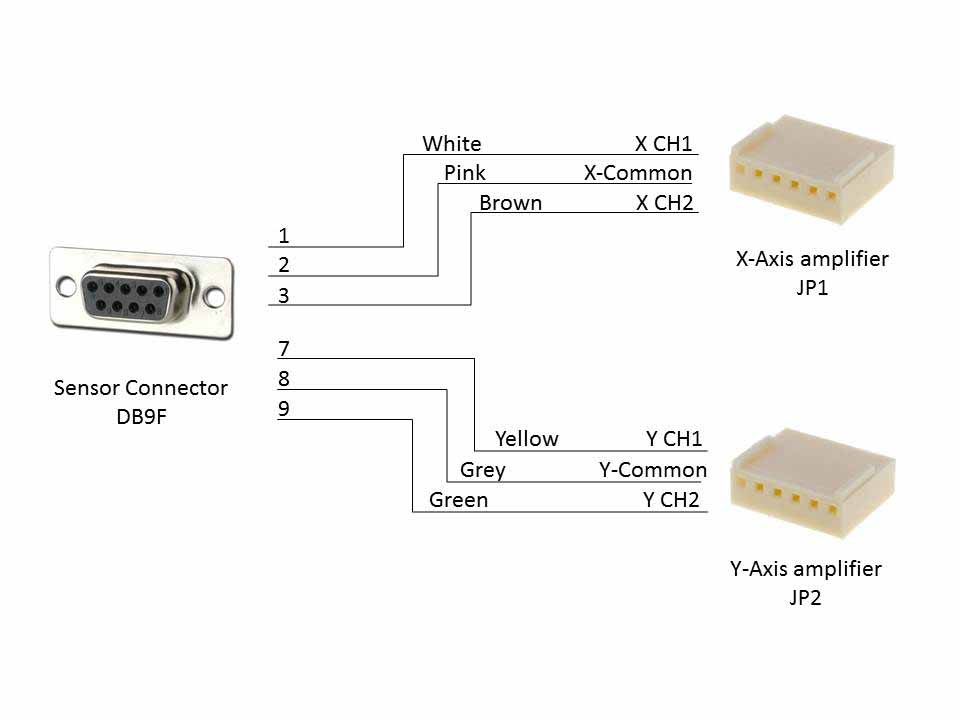 White X CH1
Pink X-Common
Brown X CH2
1
2
3
X-Axis amplifier
JP1
7
8
9
Sensor Connector
DB9F
Yellow Y CH1
Grey Y-Common
Green Y CH2
Y-Axis amplifier
JP2